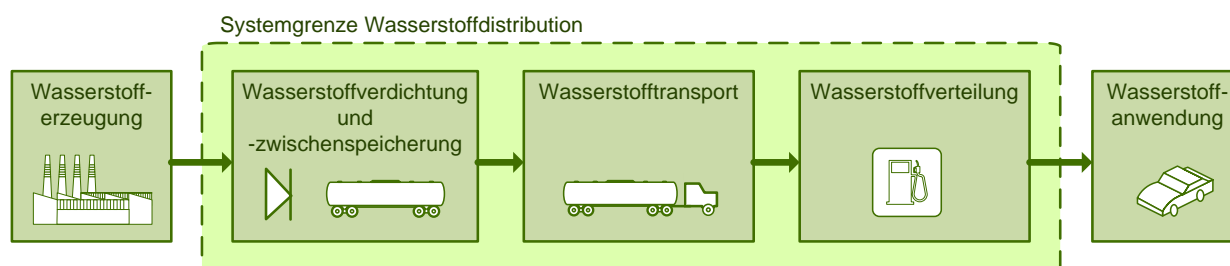 Systemgrenze Wasserstoffdistribution
Wasserstoff-
erzeugung
Wasserstoffverdichtung
und
-zwischenspeicherung
Wasserstofftransport
Wasserstoffverteilung
Wasserstoff-
anwendung